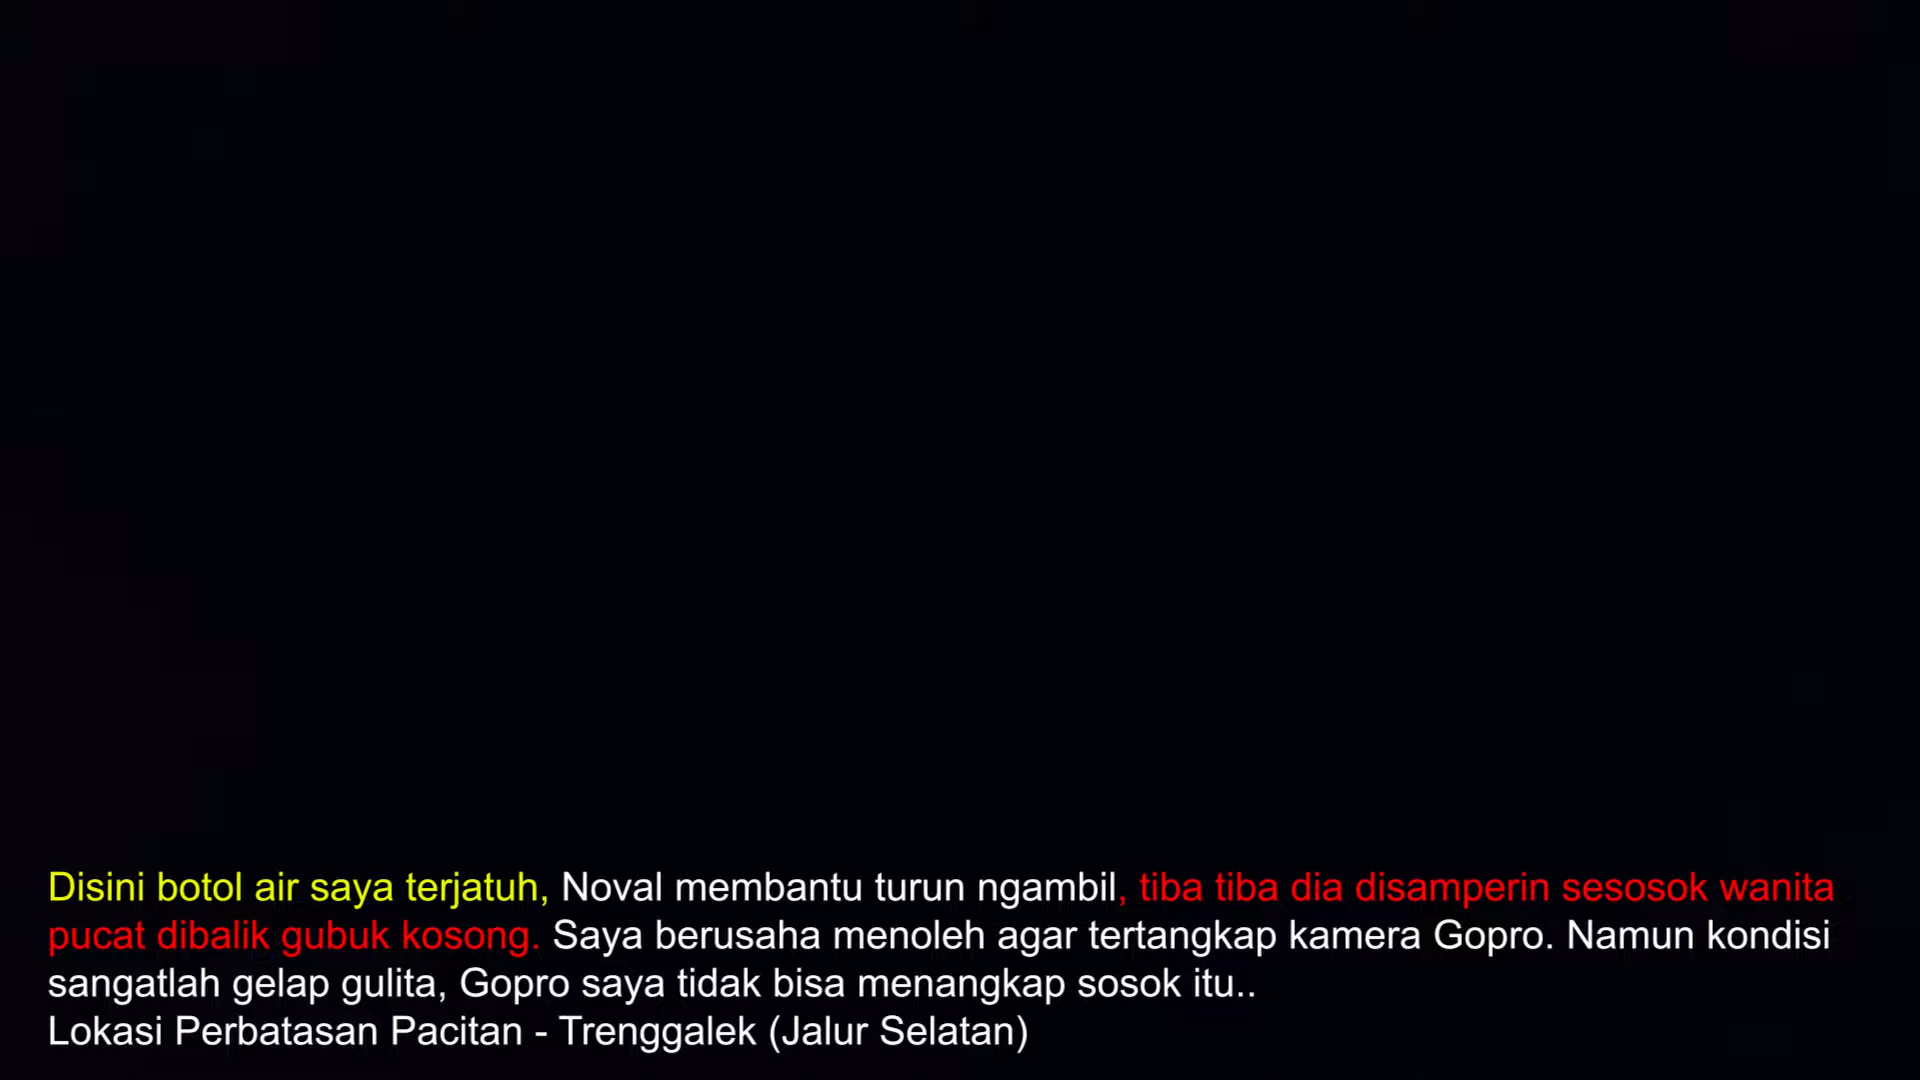 Disini botol air saya terjatuh, Noval membantu turun ngambil, tiba tiba dia disamperin sesosok wanita
pucat dibalik gubuk kosong. Saya berusaha menoleh agar tertangkap kamera Gopro. Namun kondisi
sangatlah gelap gulita, Gopro saya tidak bisa menangkap sosok itu..
Lokasi Perbatasan Pacitan - Trenggalek (Jalur Selatan)